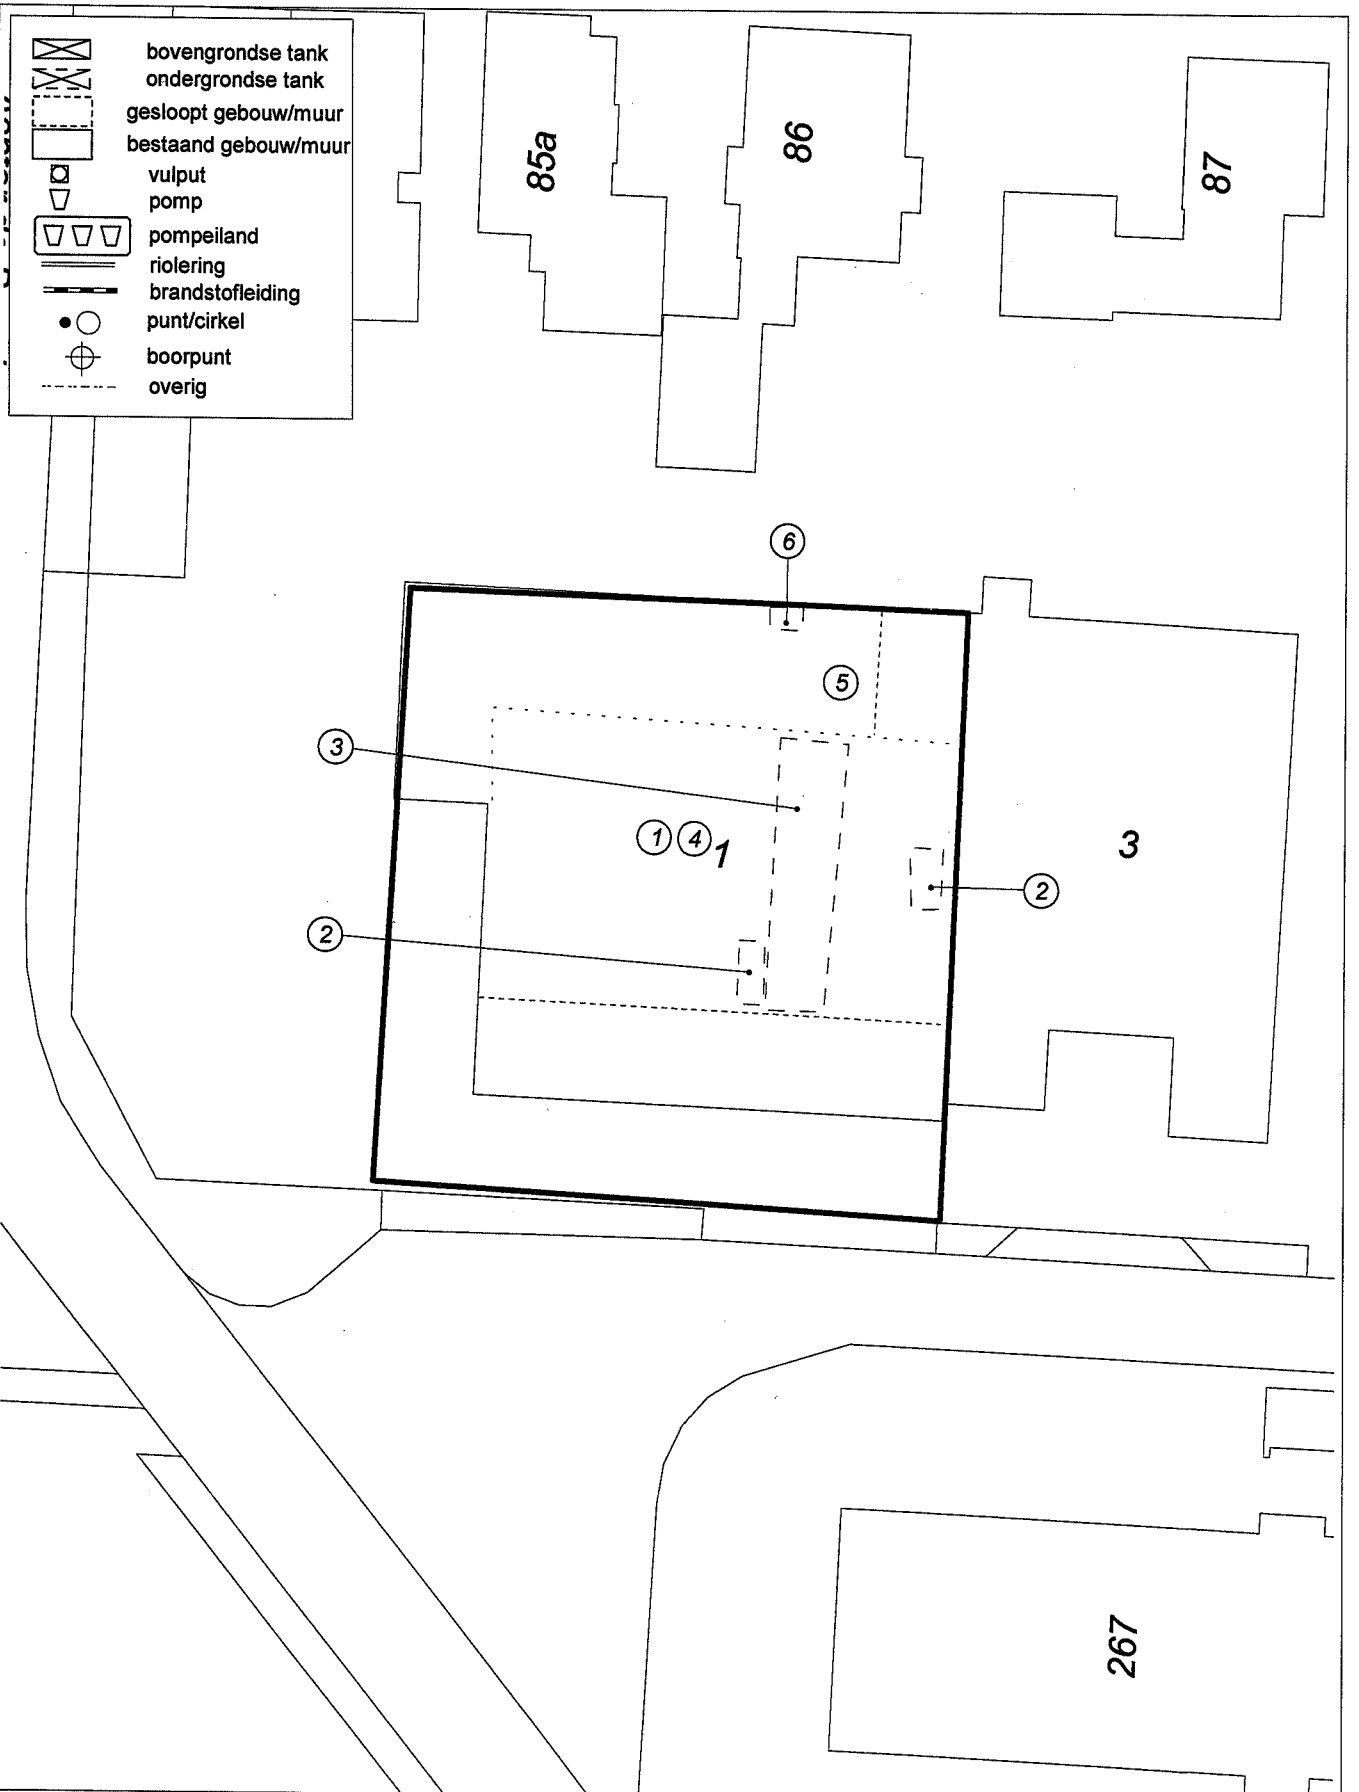 bovengrondse tank
ondergrondse tank
gesloopt gebouw/muur
bestaand gebouw/muur
vulput
pomp
pompeiland
riolering
brandstofleiding
punt/cirkel
boorpunt
overig
85a
86
87
6
5
3
1 4 1
3
2
2
267